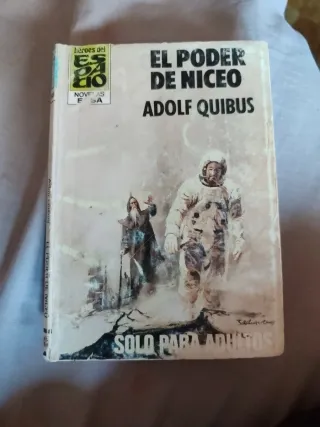 héroes del
ESPACIO
NOVELAS
EL PODER
DE NICEO
ADOLF QUIBUS
SOLO PARA ADULTOS